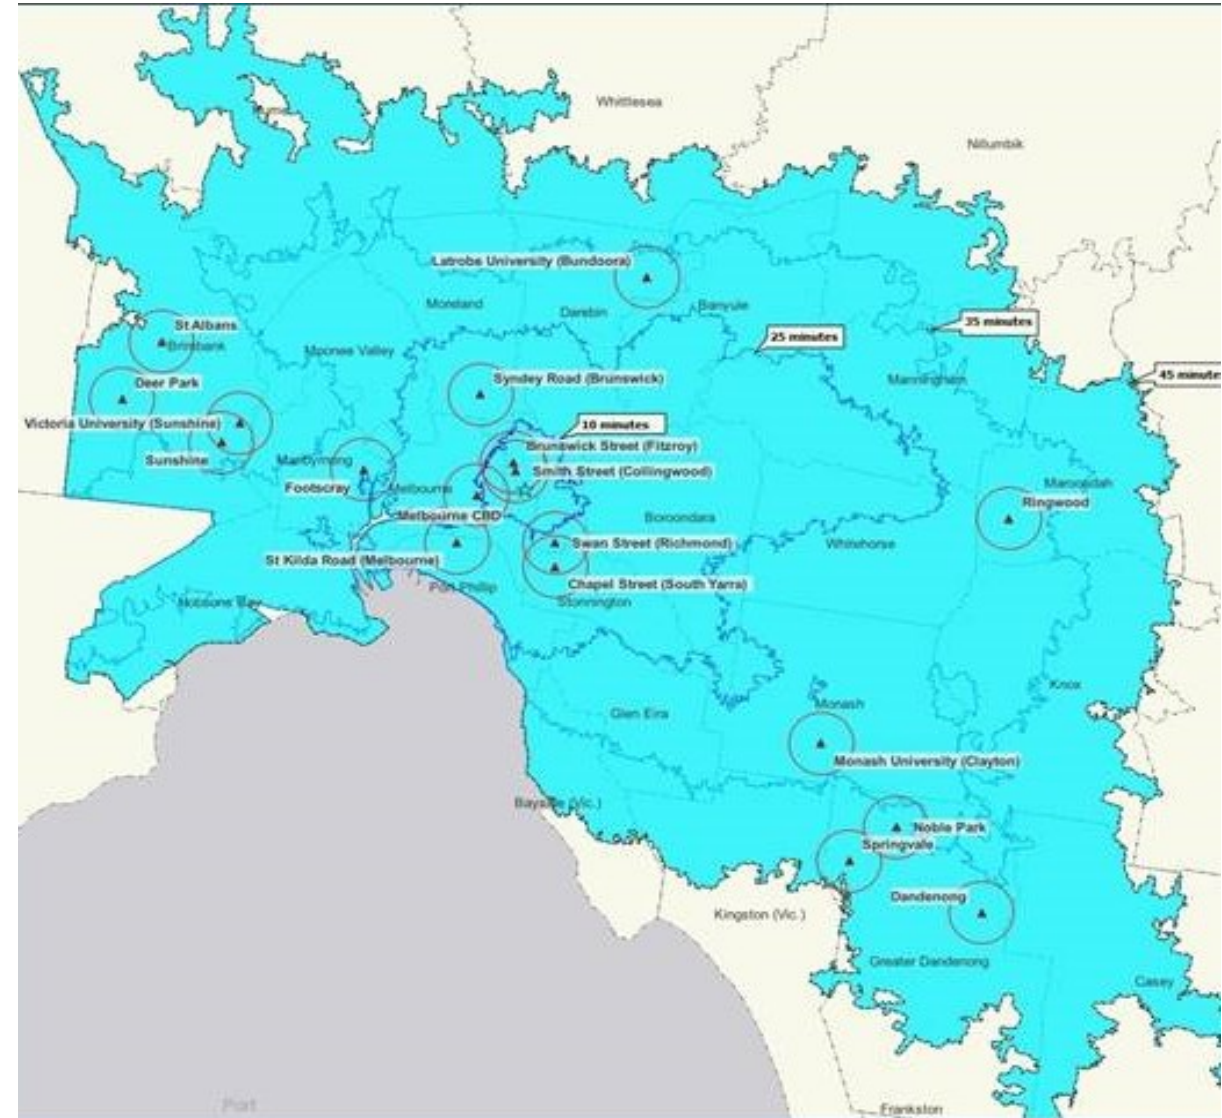 Whittlesea
Nillumbik
Latrobe University (Bundoora)
Moreland
Darebin
Banyule
35 minutes
25 minutes
St Albans
Brimbank
Moonee Valley
45 minutes
Deer Park
Syndey Road (Brunswick)
Manningham
Victoria University (Sunshine)
10 minutes
Brunswick Street (Fitzroy)
Sunshine
Maribyrnong
Smith Street (Collingwood)
Footscray
Melbourne
Maroondah
Ringwood
Melbourne CBD
Boroondara
Swan Street (Richmond)
Whitehorse
St Kilda Road (Melbourne)
Port Phillip
Chapel Street (South Yarra)
Hobsons Bay
Stonnington
Knox
Glen Eira
Monash
Monash University (Clayton)
Bayside (Vic.)
Noble Park
Springvale
Dandenong
Kingston (Vic.)
Greater Dandenong
Casey
Port
Frankston